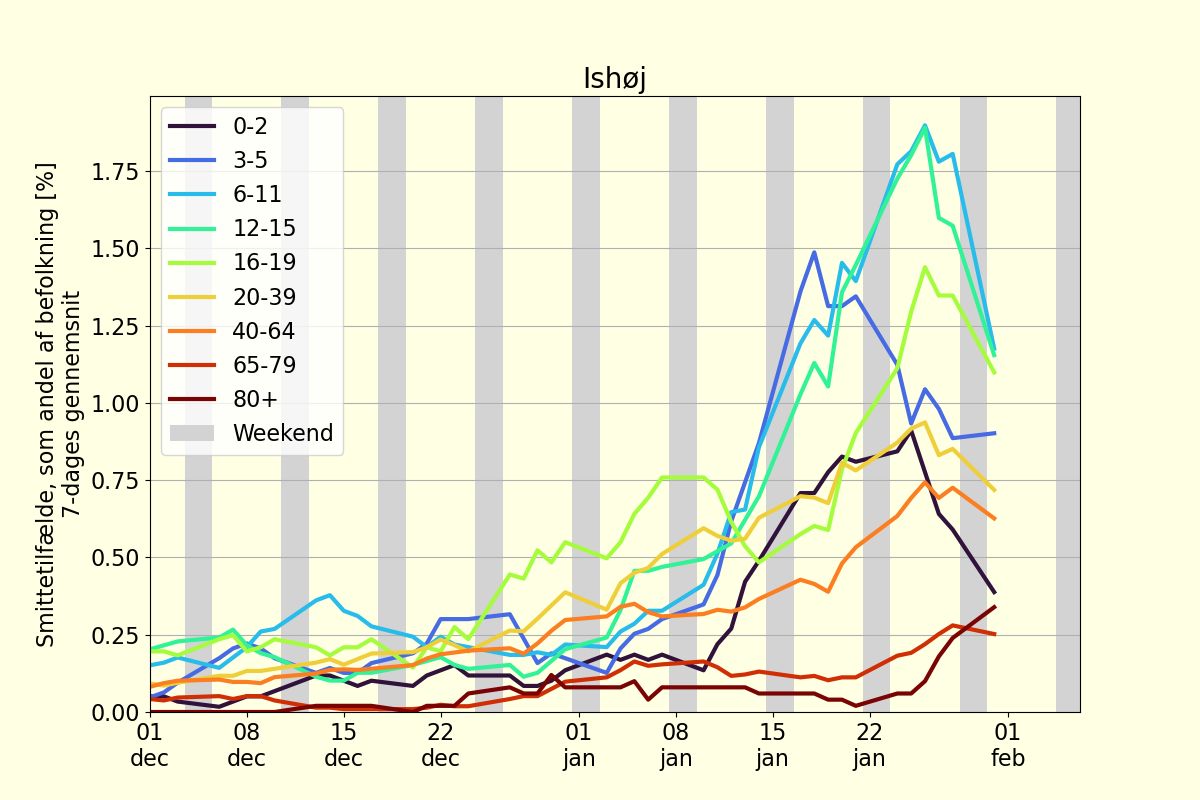 Ishøj
Smittetilfælde, som andel af befolkning [%]
7-dages gennemsnit
1.75
1.50
1.25
1.00
0.75
0.50
0.25
0.00
0-2
3-5
6-11
12-15
16-19
20-39
40-64
65-79
80+
Weekend
01 08 15 22 01 08 15 22 01
dec dec dec dec jan jan jan jan feb